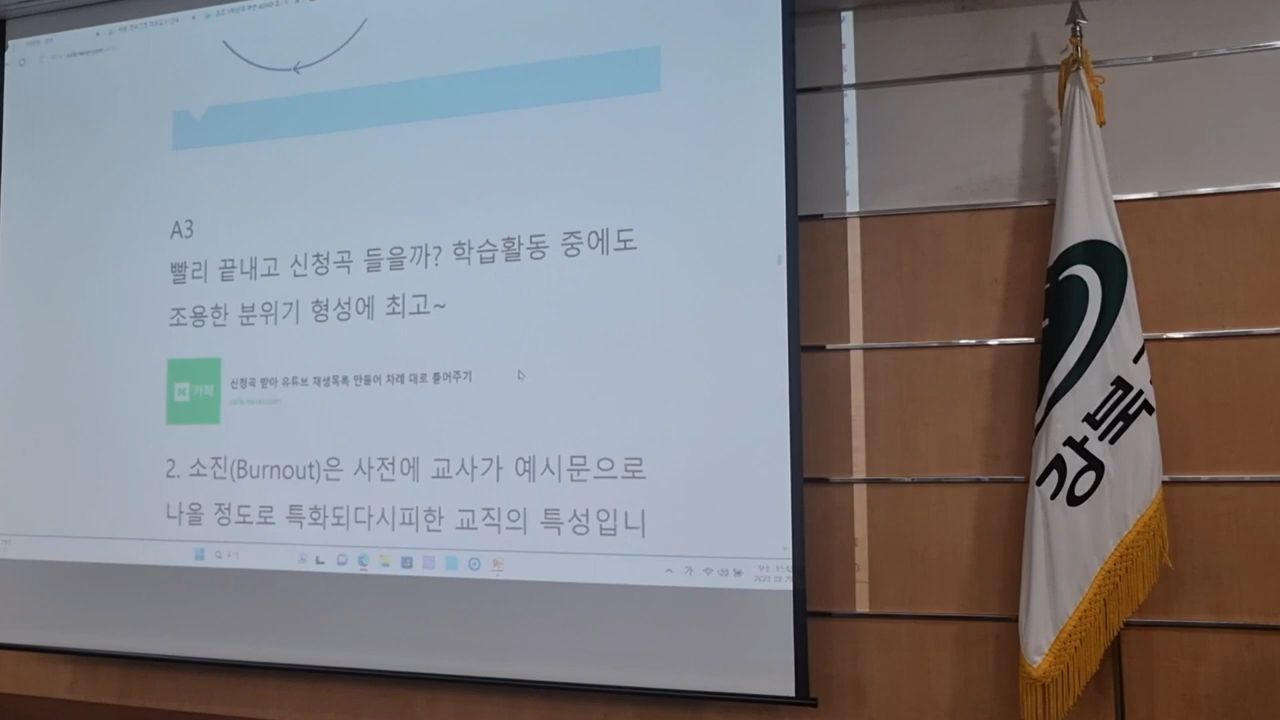 A3
빨리 끝내고 신청곡 들을까? 학습활동 중에도
조용한 분위기 형성에 최고~
카페
신청곡 받아 유튜브 재생목록 만들어 차례 대로 틀어주기
cafe.naver.com
2. 소진(Burnout)은 사전에 교사가 예시문으로
나올 정도로 특화되다시피한 교직의 특성입니
강북